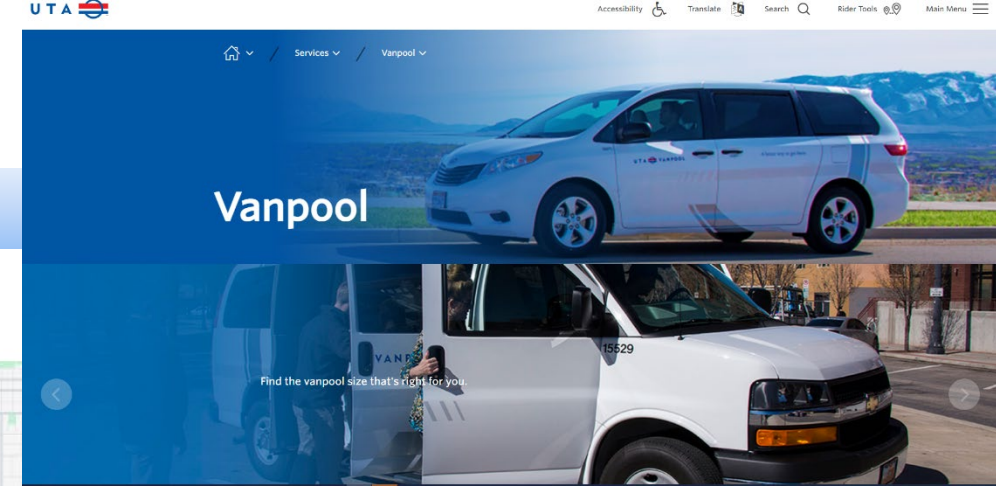 UTA
Accessibility
Translate
Search
Rider Tools
Main Menu
Services
Vanpool
Vanpool
UTA VANPOOL
VANP
15529
Find the vanpool size that's right for you.